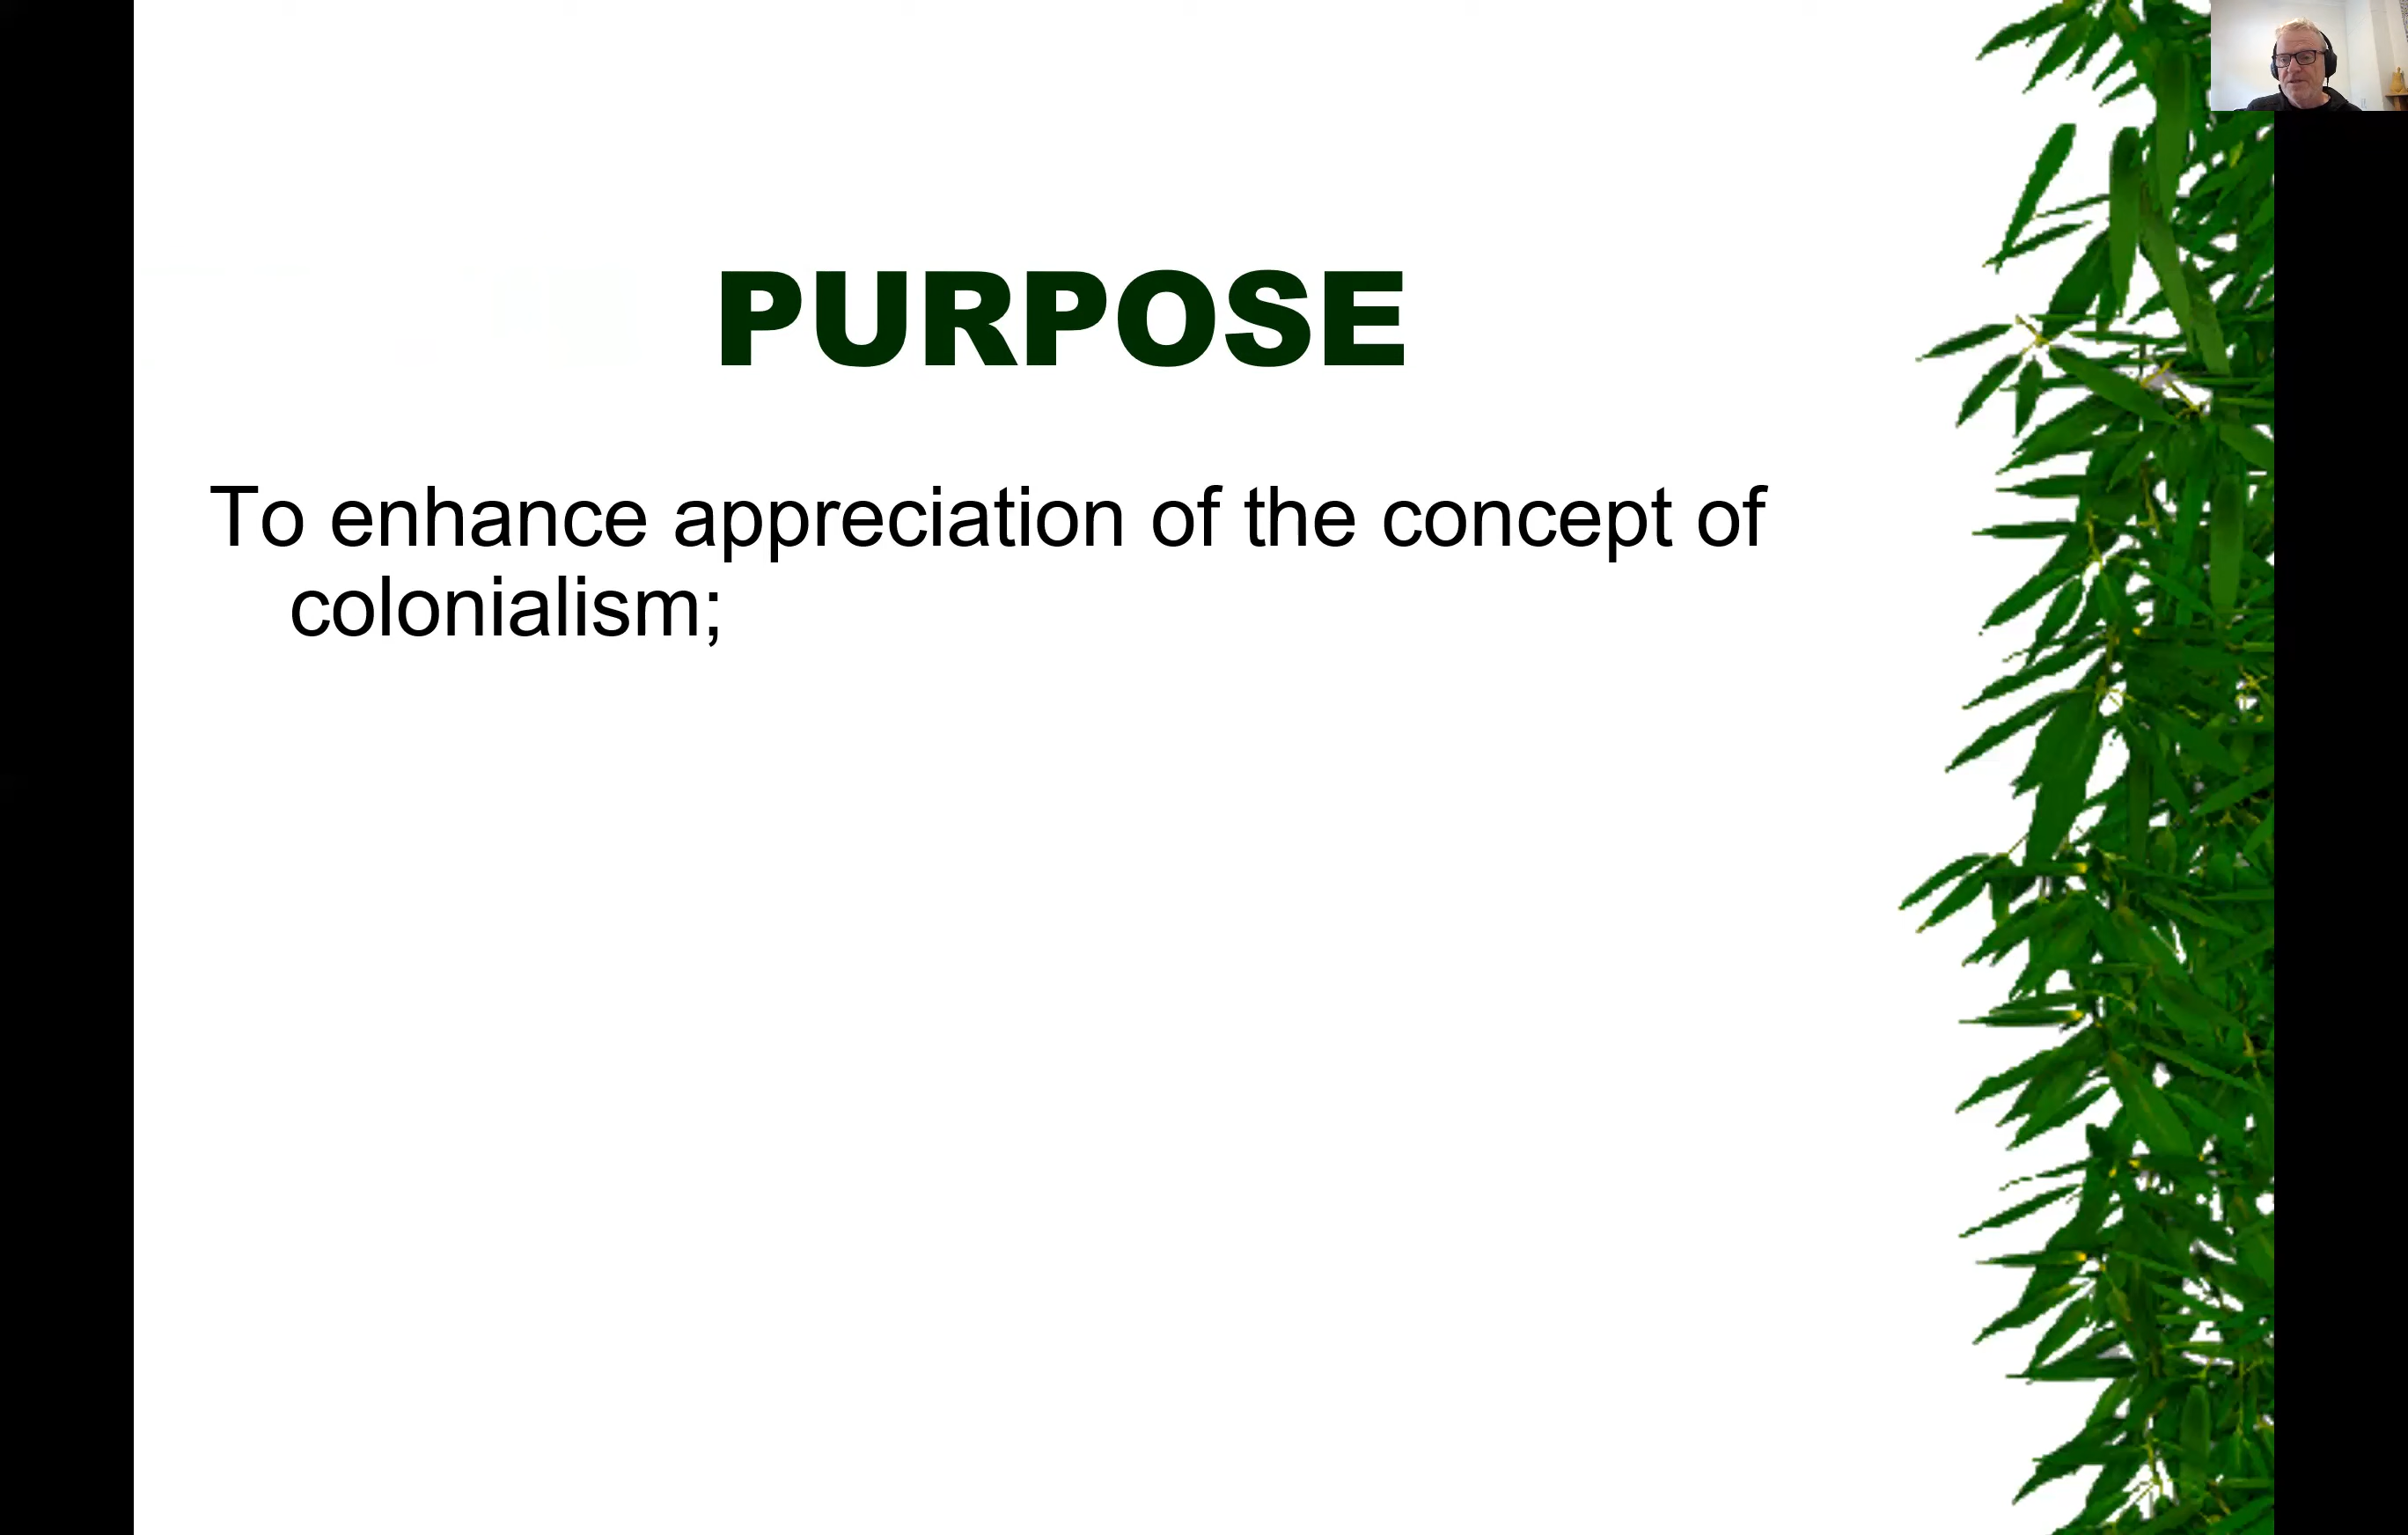 PURPOSE
To enhance appreciation of the concept of
colonialism;